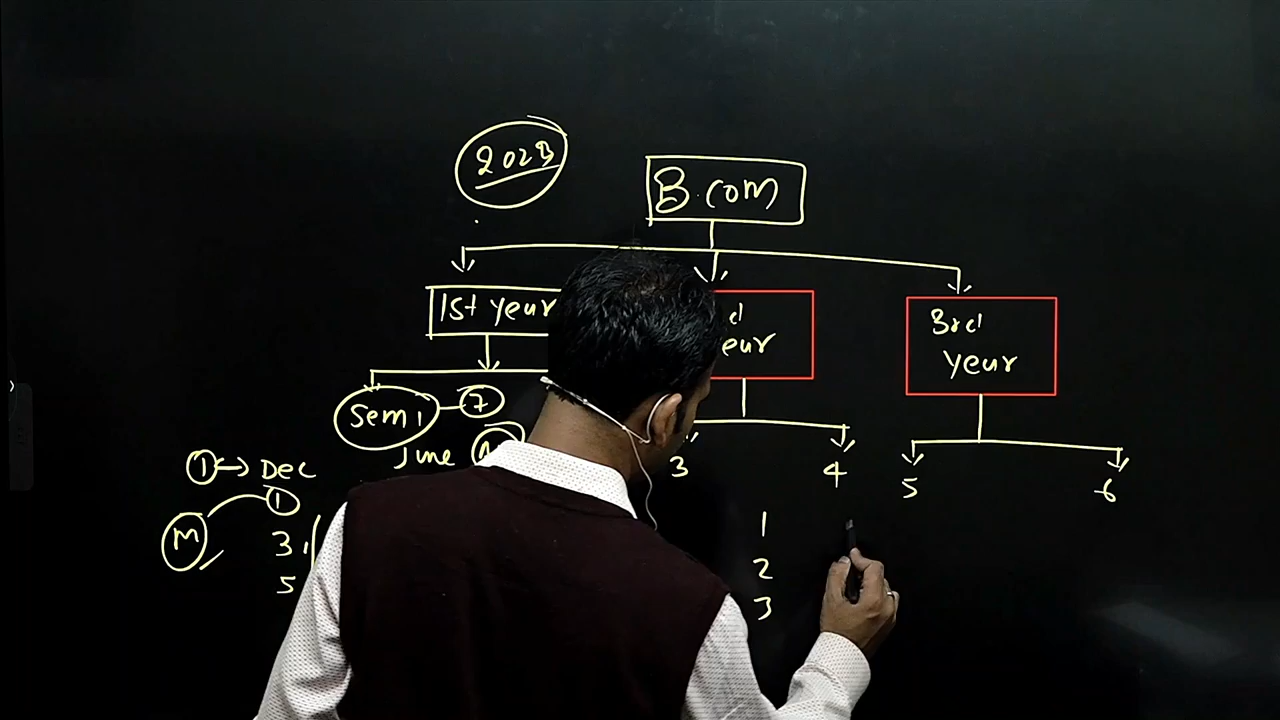 2023
B.com
1st year
3rd
year
Sem 1 7
June
1 Dec
3 4 5 6
M 1
3
5
1
2
3